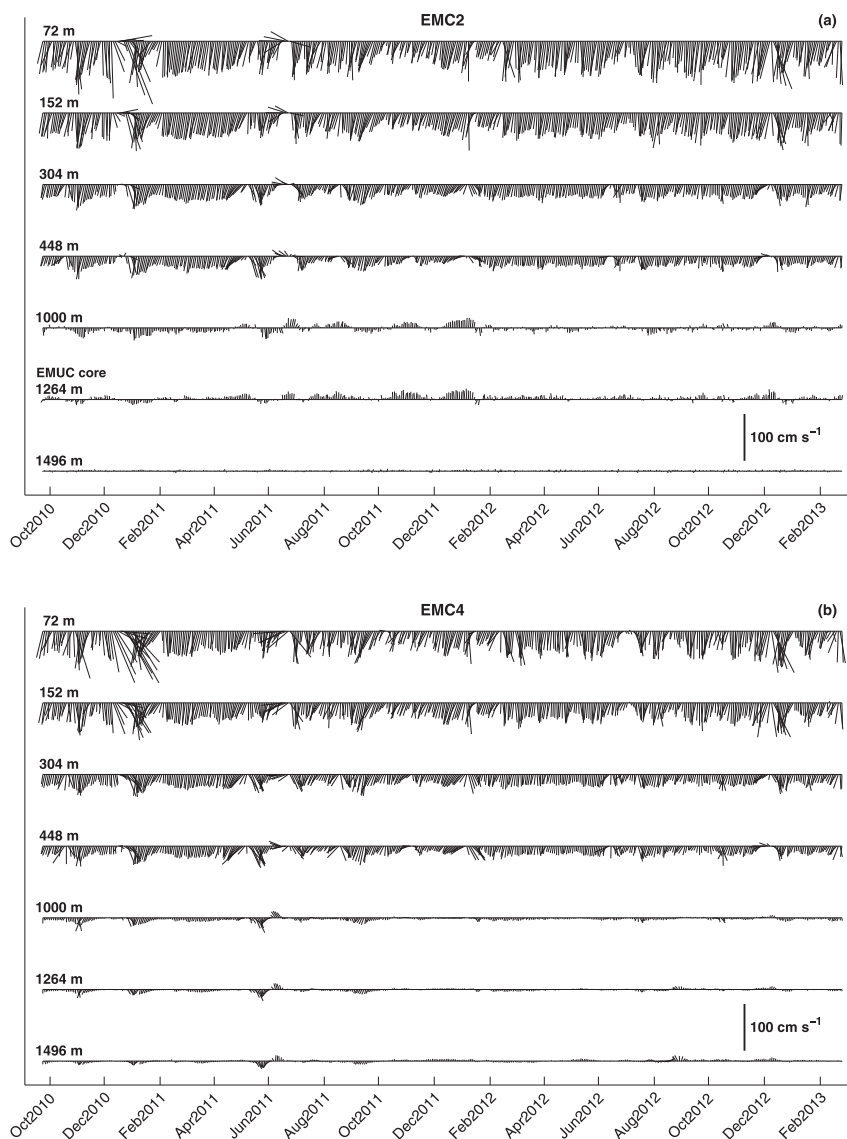 EMC2
(a)
72 m
152 m
304 m
448 m
1000 m
EMUC core
1264 m
100 cm s⁻¹
1496 m
Oct2010 Dec2010 Feb2011 Apr2011 Jun2011 Aug2011 Oct2011 Dec2011 Feb2012 Apr2012 Jun2012 Aug2012 Oct2012 Dec2012 Feb2013
EMC4
(b)
72 m
152 m
304 m
448 m
1000 m
1264 m
100 cm s⁻¹
1496 m
Oct2010 Dec2010 Feb2011 Apr2011 Jun2011 Aug2011 Oct2011 Dec2011 Feb2012 Apr2012 Jun2012 Aug2012 Oct2012 Dec2012 Feb2013